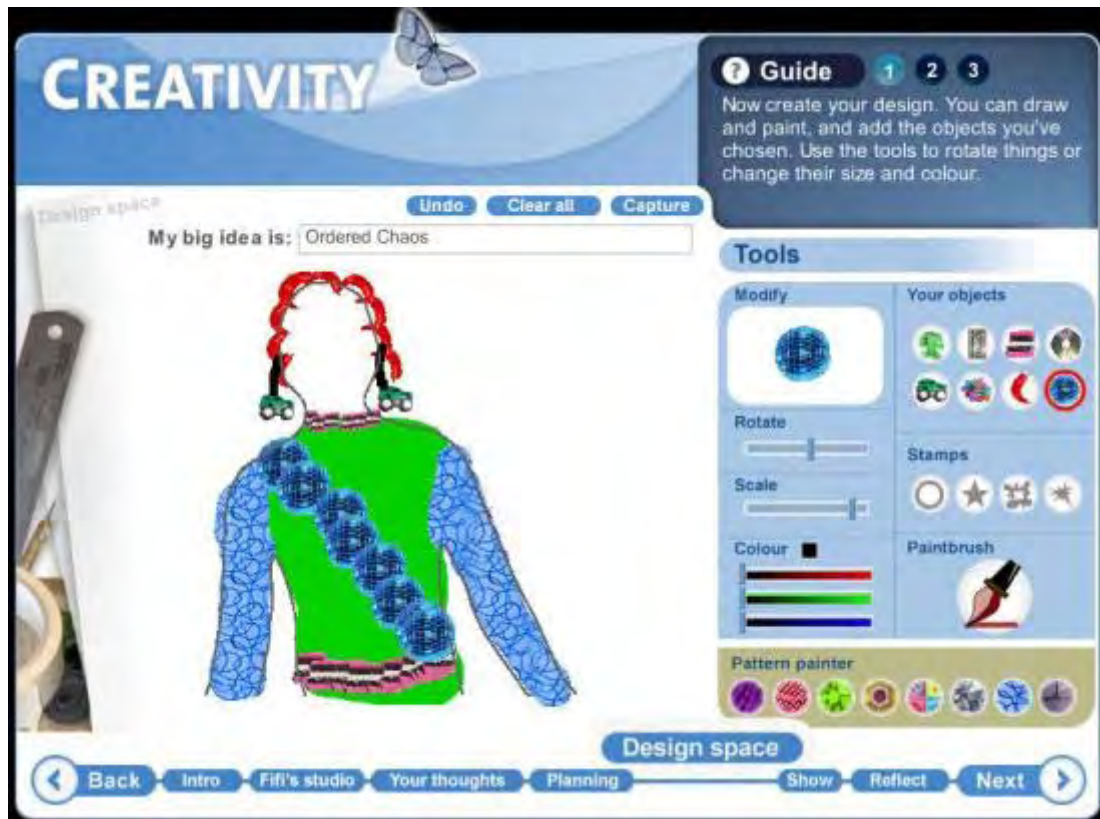 CREATIVITY
? Guide 1 2 3
Now create your design. You can draw
and paint, and add the objects you've
chosen. Use the tools to rotate things or
change their size and colour.
Design space
Undo Clear all Capture
My big idea is: Ordered Chaos
Tools
Modify
Your objects
Rotate
Scale
Stamps
Colour
Paintbrush
Pattern painter
Design space
Back Intro Fifi's studio Your thoughts Planning Show Reflect Next